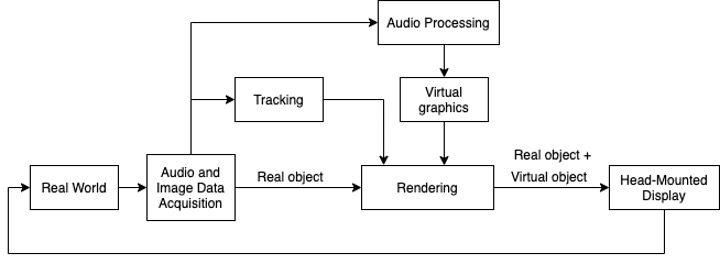 Audio Processing
Tracking
Virtual
graphics
Real World
Audio and
Image Data
Acquisition
Real object
Rendering
Real object +
Virtual object
Head-Mounted
Display